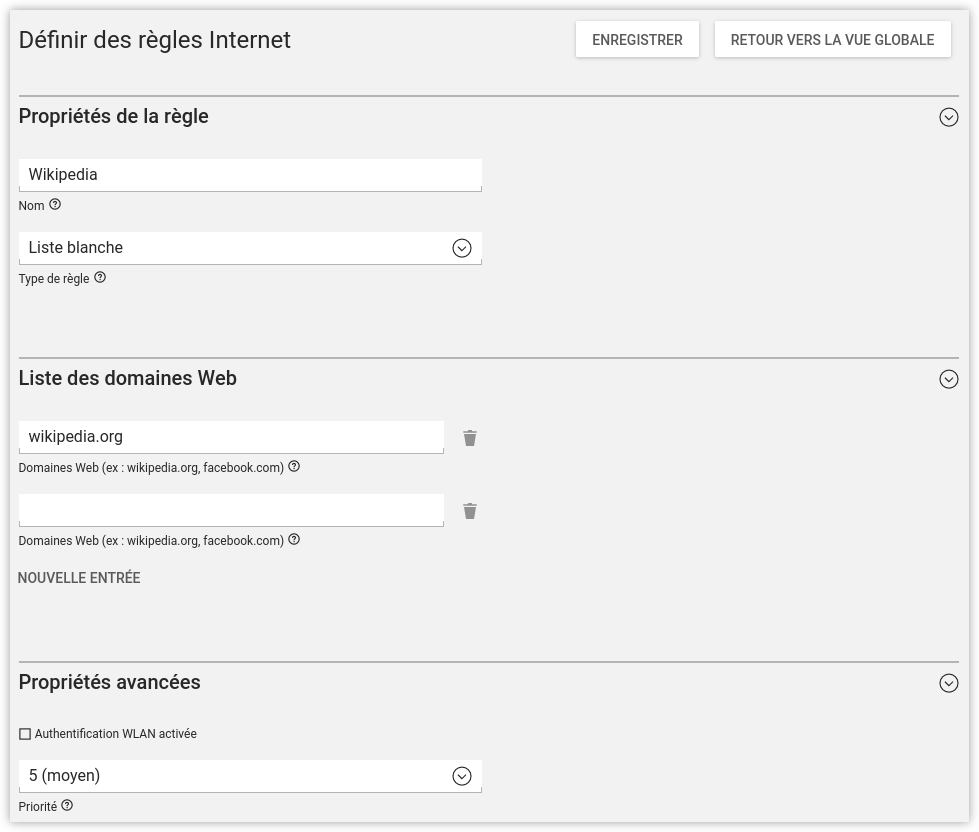 Définir des règles Internet
ENREGISTRER
RETOUR VERS LA VUE GLOBALE
Propriétés de la règle
Wikipedia
Nom
Liste blanche
Type de règle
Liste des domaines Web
wikipedia.org
Domaines Web (ex : wikipedia.org, facebook.com)
Domaines Web (ex : wikipedia.org, facebook.com)
NOUVELLE ENTRÉE
Propriétés avancées
Authentification WLAN activée
5 (moyen)
Priorité